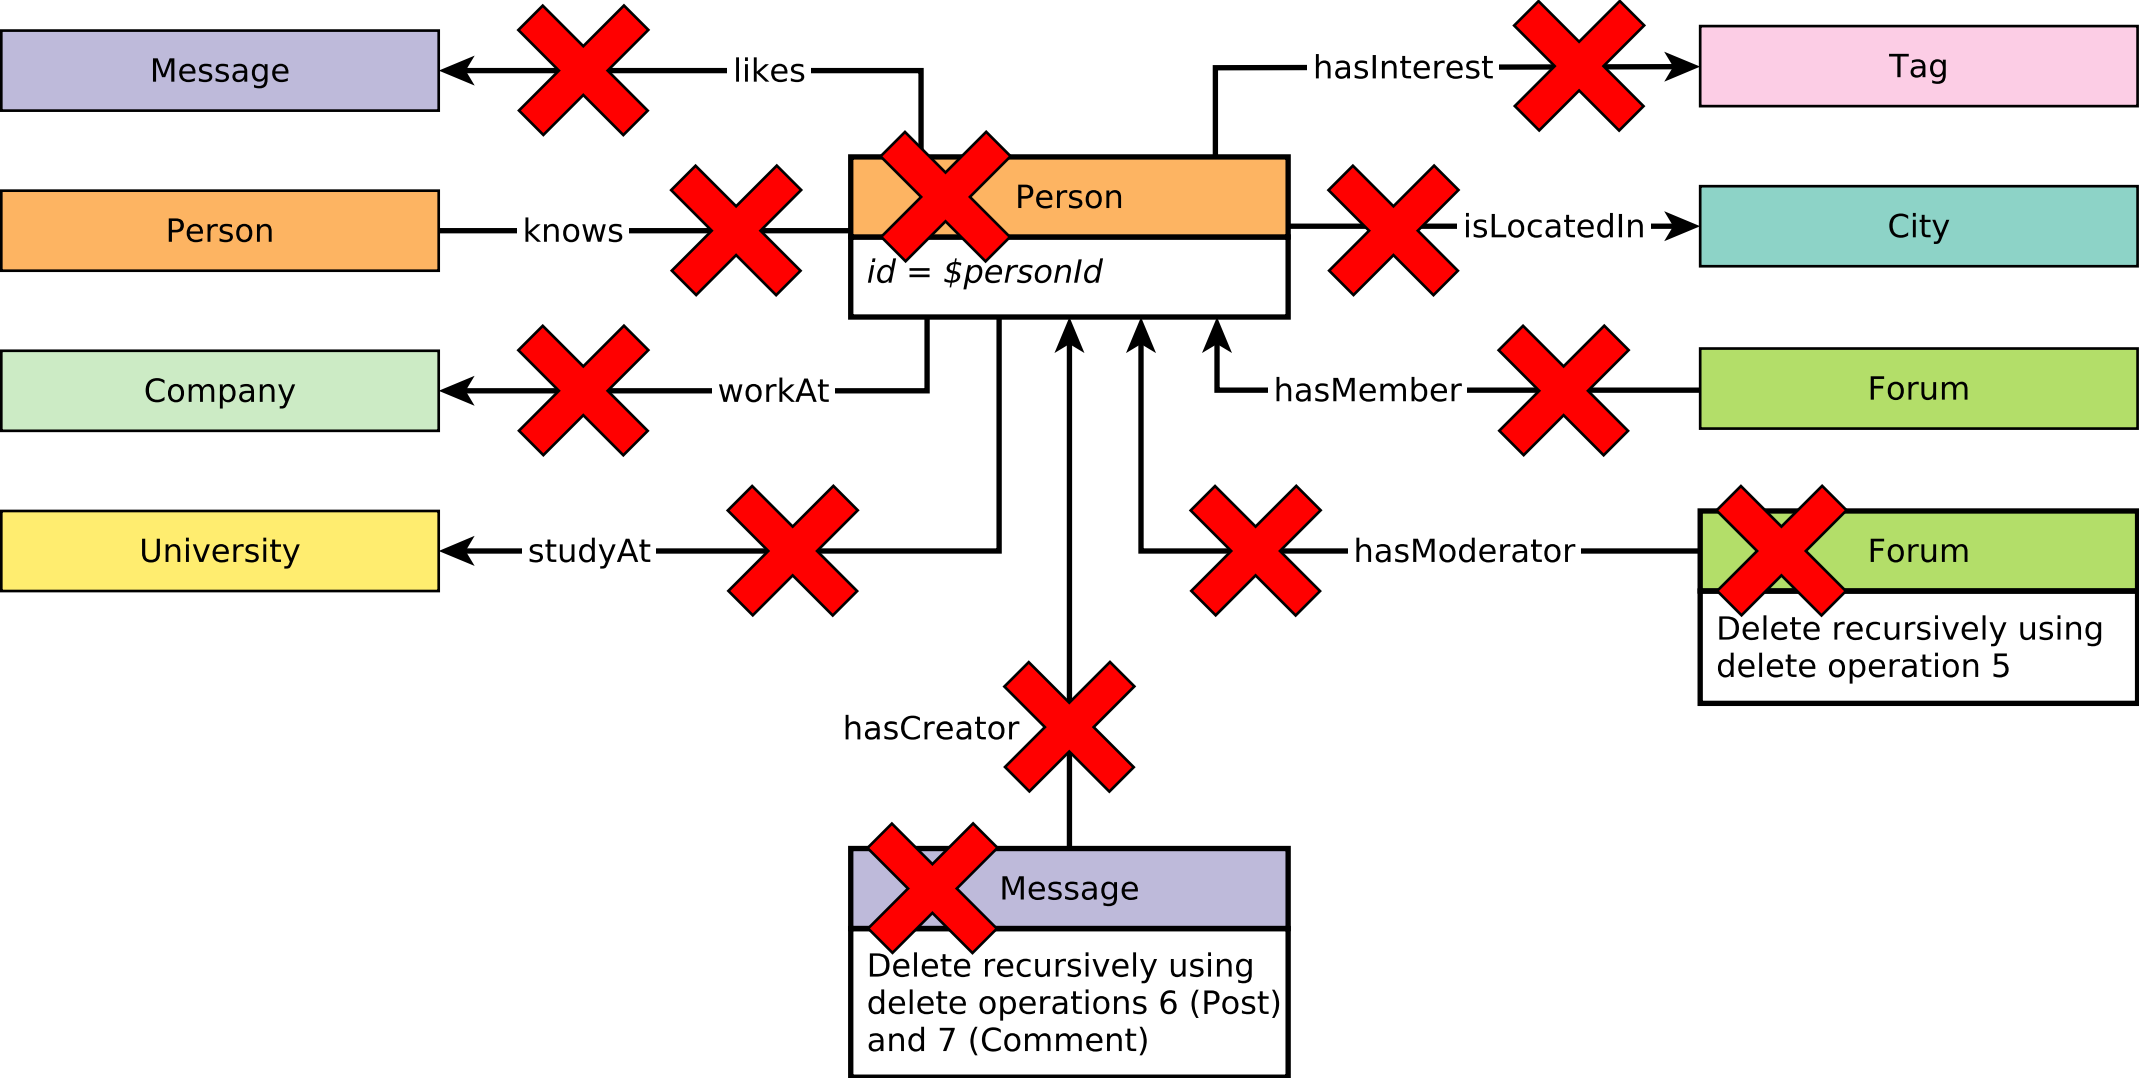 Message
likes
hasInterest
Tag
Person
knows
Person
id = $personId
isLocatedIn
City
Company
workAt
hasMember
Forum
University
studyAt
hasModerator
Forum
Delete recursively using
delete operation 5
hasCreator
Message
Delete recursively using
delete operations 6 (Post)
and 7 (Comment)